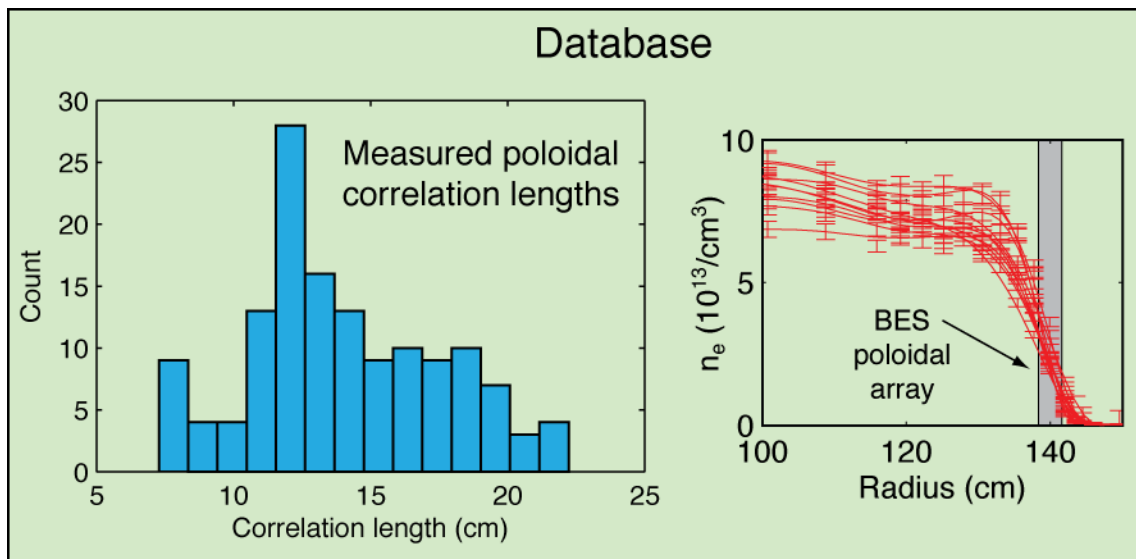 Database
30
25
20
15
10
5
0
Count
Measured poloidal
correlation lengths
5 10 15 20 25
Correlation length (cm)
10
5
0
n_e (10^13/cm^3)
BES
poloidal
array
100 120 140
Radius (cm)